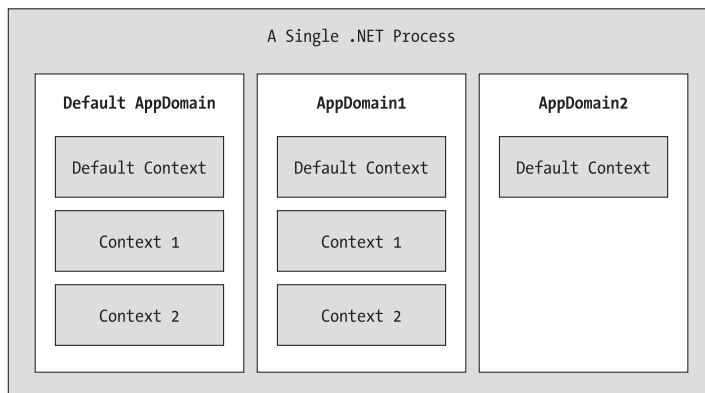 A Single .NET Process
Default AppDomain
Default Context
Context 1
Context 2
AppDomain1
Default Context
Context 1
Context 2
AppDomain2
Default Context